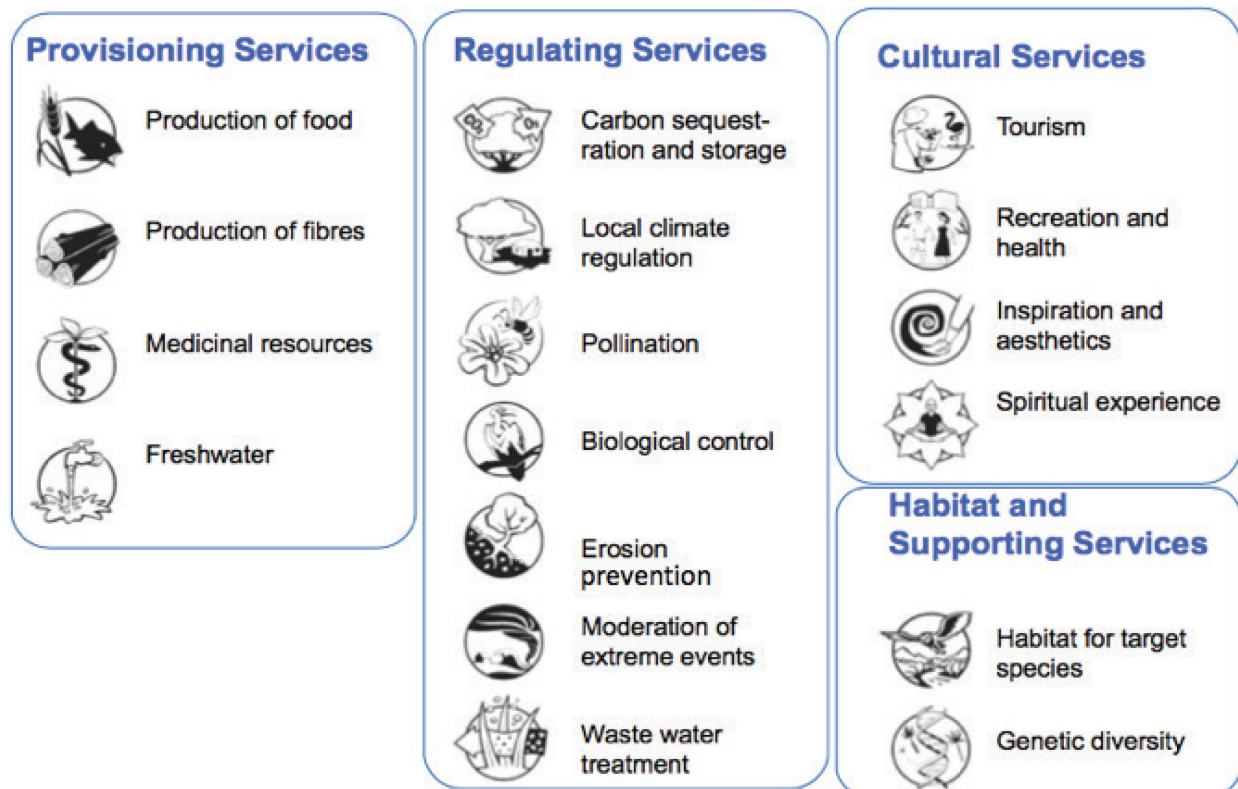 Provisioning Services
Production of food
Production of fibres
Medicinal resources
Freshwater
Regulating Services
CO₂
O₂
Carbon sequest-
ration and storage
Local climate
regulation
Pollination
Biological control
Erosion
prevention
Moderation of
extreme events
Waste water
treatment
Cultural Services
Tourism
Recreation and
health
Inspiration and
aesthetics
Spiritual experience
Habitat and
Supporting Services
Habitat for target
species
Genetic diversity